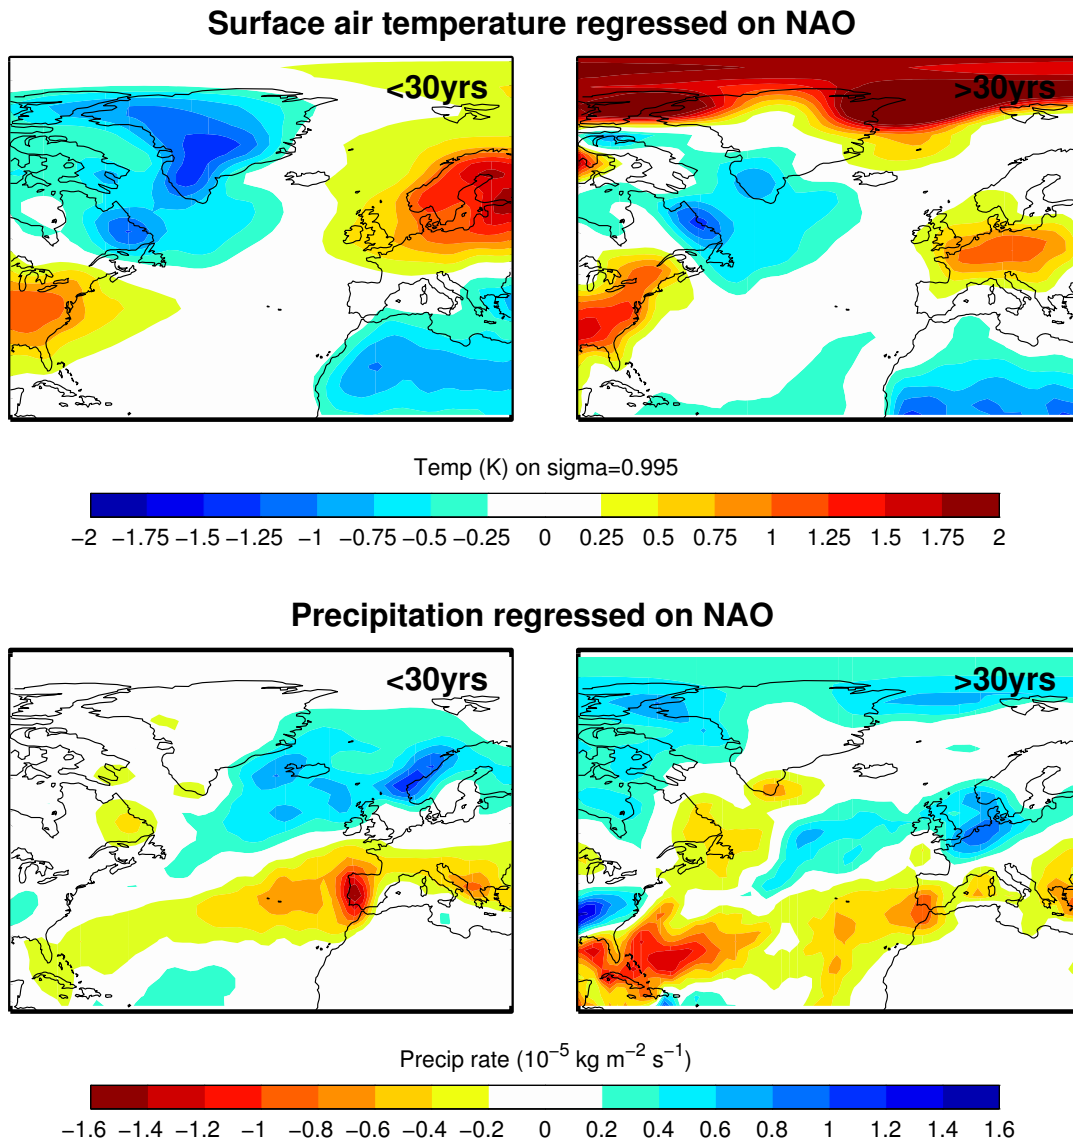 Surface air temperature regressed on NAO
<30yrs >30yrs
Temp (K) on sigma=0.995
−2 −1.75 −1.5 −1.25 −1 −0.75 −0.5 −0.25 0 0.25 0.5 0.75 1 1.25 1.5 1.75 2
Precipitation regressed on NAO
<30yrs >30yrs
Precip rate (10⁻⁵ kg m⁻² s⁻¹)
−1.6 −1.4 −1.2 −1 −0.8 −0.6 −0.4 −0.2 0 0.2 0.4 0.6 0.8 1 1.2 1.4 1.6